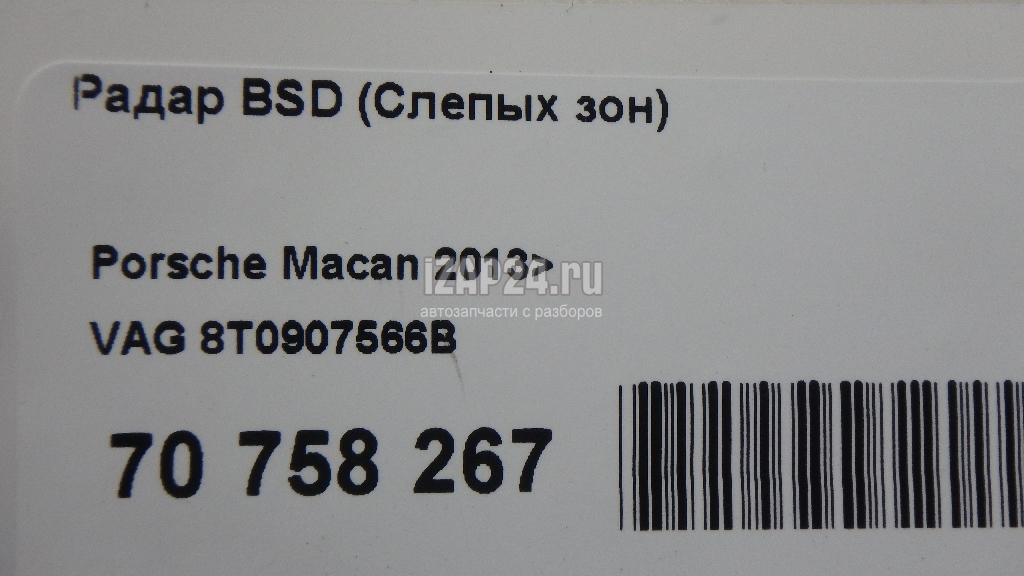 Радар BSD (Слепых зон)
Porsche Macan 2013>
iZAP24.ru
автозапчасти с разборов
VAG 8T0907566B
70 758 267